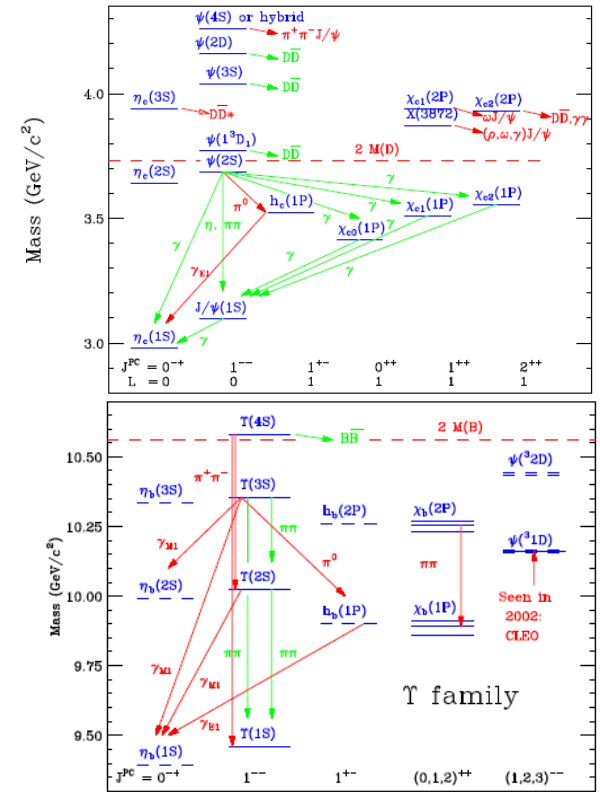 ψ(4S) or hybrid
π⁺π⁻J/ψ
ψ(2D)
DD̅
ψ(3S)
DD̅
η_c(3S)
DD̅*
χ_c1(2P)
χ_c2(2P)
4.0
X(3872)
ωJ/ψ
DD̅,γγ
(ρ,ω,γ)J/ψ
ψ(1³D₁)
DD̅
2 M(D)
ψ(2S)
η_c(2S)
γ
π⁰
h_c(1P)
γ
χ_c1(1P)
χ_c2(1P)
3.5
η, ππ
γ
γ
χ_c0(1P)
γ
γ
γ
γ_E1
γ
J/ψ(1S)
η_c(1S)
γ
3.0
Mass (GeV/c²)
J^PC = 0⁻⁺ 1⁻⁻ 1⁺⁻ 0⁺⁺ 1⁺⁺ 2⁺⁺
L = 0 0 1 1 1 1
ϒ(4S)
BB̅
2 M(B)
10.50
ψ(³2D)
π⁺π⁻
η_b(3S)
ϒ(3S)
h_b(2P)
χ_b(2P)
10.25
ππ
γ_M1
π⁰
ππ
ψ(³1D)
η_b(2S)
ϒ(2S)
h_b(1P)
χ_b(1P)
10.00
Seen in
2002:
CLEO
Mass (GeV/c²)
9.75
γ_M1
γ_M1
ππ
ππ
γ_E1
ϒ family
9.50
η_b(1S)
ϒ(1S)
J^PC = 0⁻⁺ 1⁻⁻ 1⁺⁻ (0,1,2)⁺⁺ (1,2,3)⁻⁻